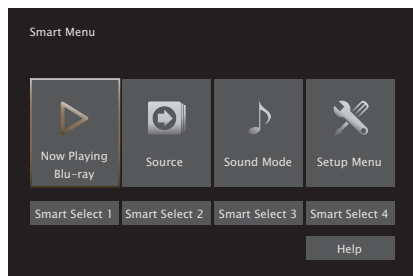 Smart Menu
Now Playing
Blu-ray
Source
Sound Mode
Setup Menu
Smart Select 1
Smart Select 2
Smart Select 3
Smart Select 4
Help